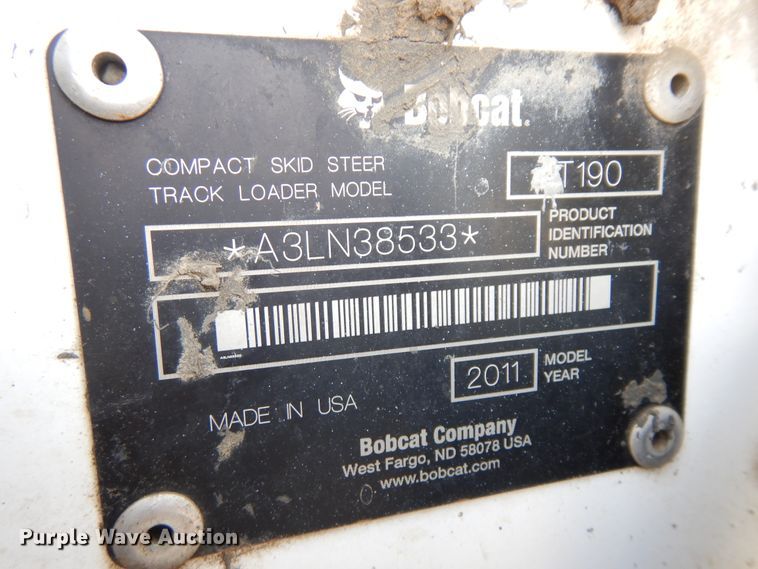 Bobcat.
COMPACT SKID STEER
TRACK LOADER MODEL
T190
*A3LN38533*
PRODUCT
IDENTIFICATION
NUMBER
2011
MODEL
YEAR
MADE IN USA
Bobcat Company
West Fargo, ND 58078 USA
www.bobcat.com
Purple Wave Auction